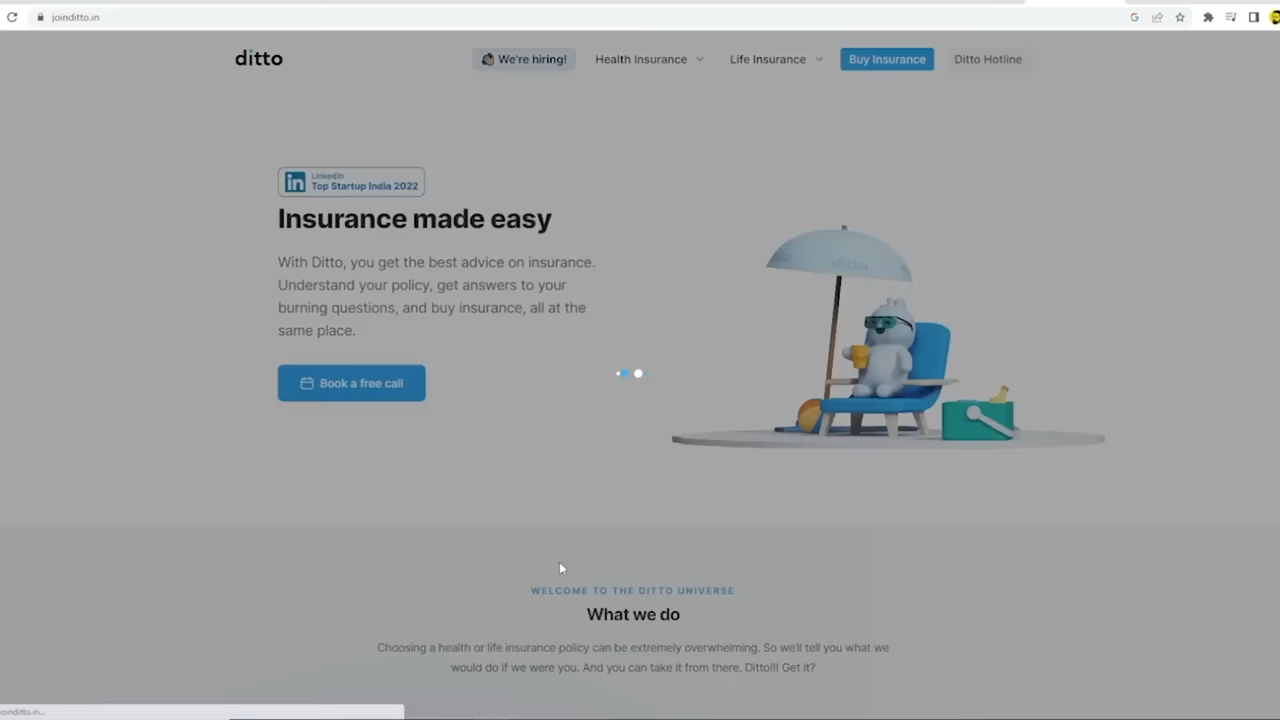 joinditto.in
ditto
We're hiring!
Health Insurance
Life Insurance
Buy Insurance
Ditto Hotline
in
LinkedIn
Top Startup India 2022
Insurance made easy
With Ditto, you get the best advice on insurance.
Understand your policy, get answers to your
burning questions, and buy insurance, all at the
same place.
Book a free call
ditto
WELCOME TO THE DITTO UNIVERSE
What we do
Choosing a health or life insurance policy can be extremely overwhelming. So we'll tell you what we
would do if we were you. And you can take it from there. Ditto!!! Get it?
joinditto.in...